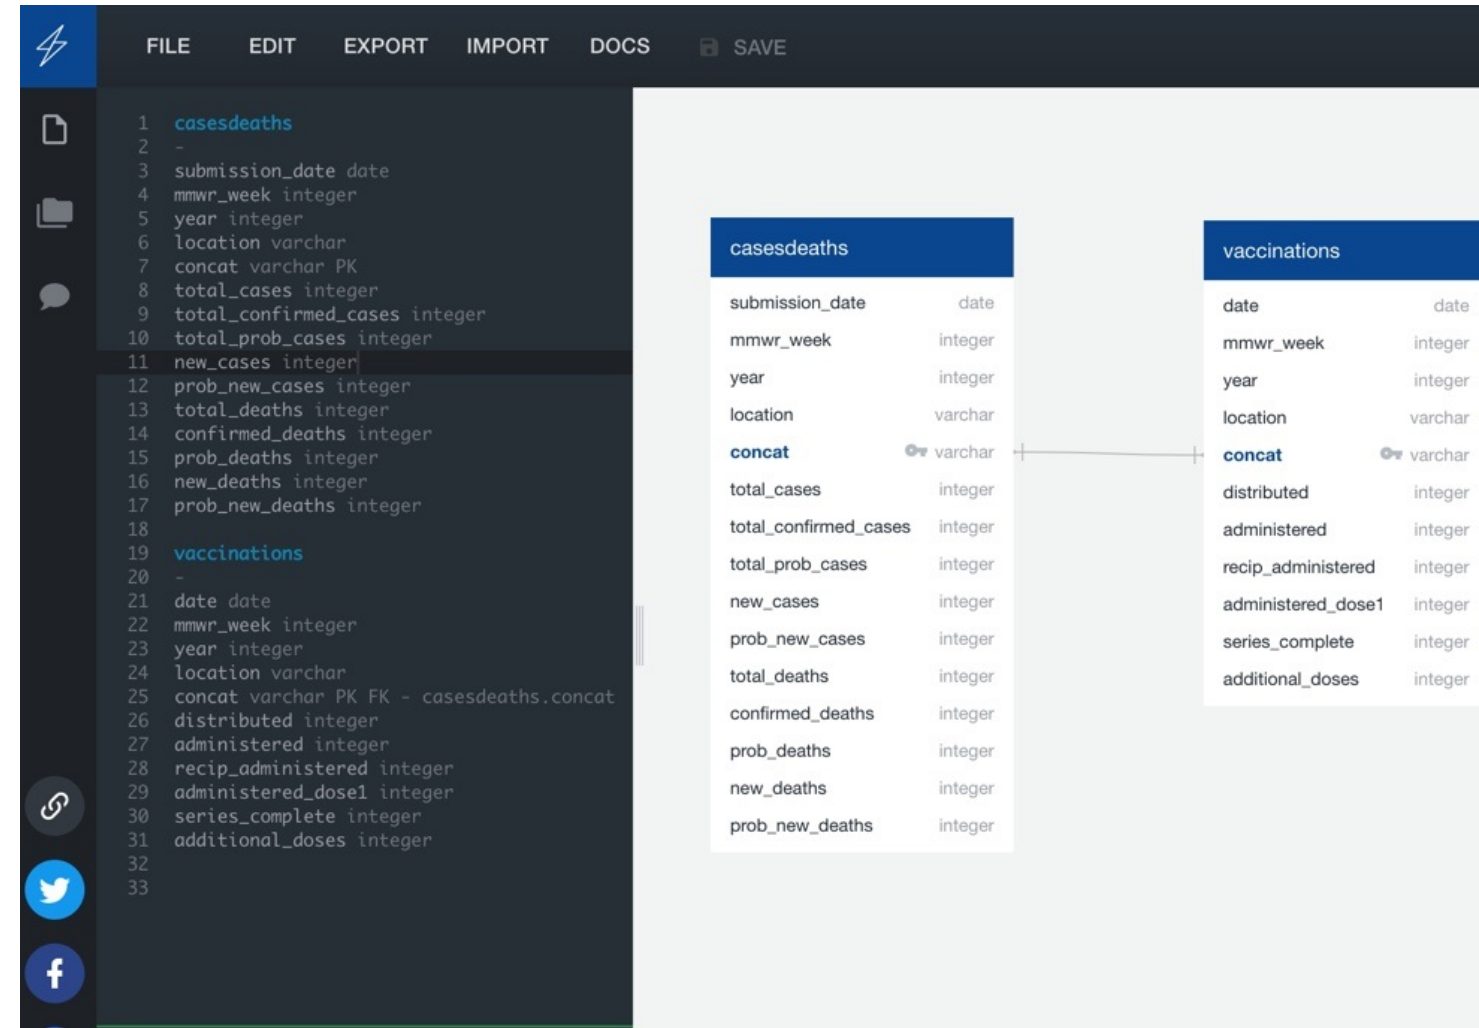 FILE EDIT EXPORT IMPORT DOCS SAVE
1 casesdeaths
2 -
3 submission_date date
4 mmwr_week integer
5 year integer
6 location varchar
7 concat varchar PK
8 total_cases integer
9 total_confirmed_cases integer
10 total_prob_cases integer
11 new_cases integer
12 prob_new_cases integer
13 total_deaths integer
14 confirmed_deaths integer
15 prob_deaths integer
16 new_deaths integer
17 prob_new_deaths integer
18
19 vaccinations
20 -
21 date date
22 mmwr_week integer
23 year integer
24 location varchar
25 concat varchar PK FK - casesdeaths.concat
26 distributed integer
27 administered integer
28 recip_administered integer
29 administered_dose1 integer
30 series_complete integer
31 additional_doses integer
32
33
casesdeaths
submission_date date
mmwr_week integer
year integer
location varchar
concat varchar
total_cases integer
total_confirmed_cases integer
total_prob_cases integer
new_cases integer
prob_new_cases integer
total_deaths integer
confirmed_deaths integer
prob_deaths integer
new_deaths integer
prob_new_deaths integer
vaccinations
date date
mmwr_week integer
year integer
location varchar
concat varchar
distributed integer
administered integer
recip_administered integer
administered_dose1 integer
series_complete integer
additional_doses integer